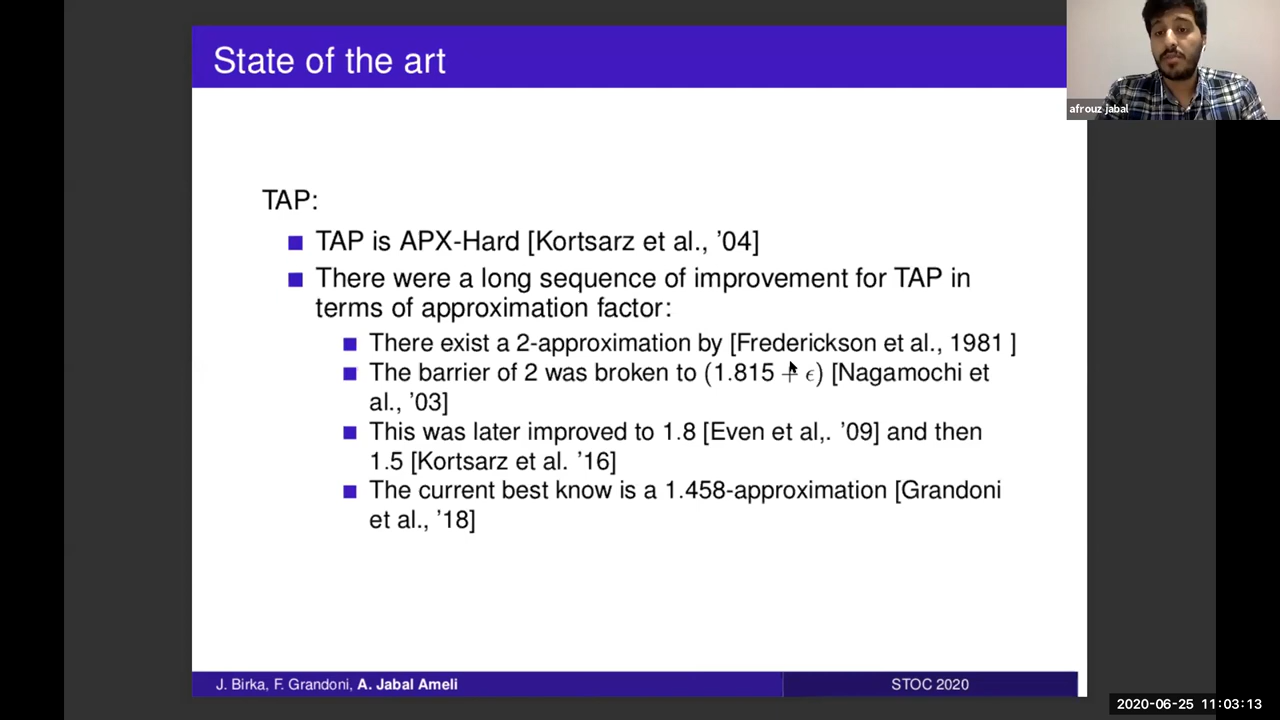 State of the art
afrouz jabal
TAP:
TAP is APX-Hard [Kortsarz et al., ’04]
There were a long sequence of improvement for TAP in
terms of approximation factor:
There exist a 2-approximation by [Frederickson et al., 1981 ]
The barrier of 2 was broken to (1.815 + ϵ) [Nagamochi et
al., ’03]
This was later improved to 1.8 [Even et al,. ’09] and then
1.5 [Kortsarz et al. ’16]
The current best know is a 1.458-approximation [Grandoni
et al., ’18]
J. Birka, F. Grandoni, A. Jabal Ameli
STOC 2020
2020-06-25 11:03:13